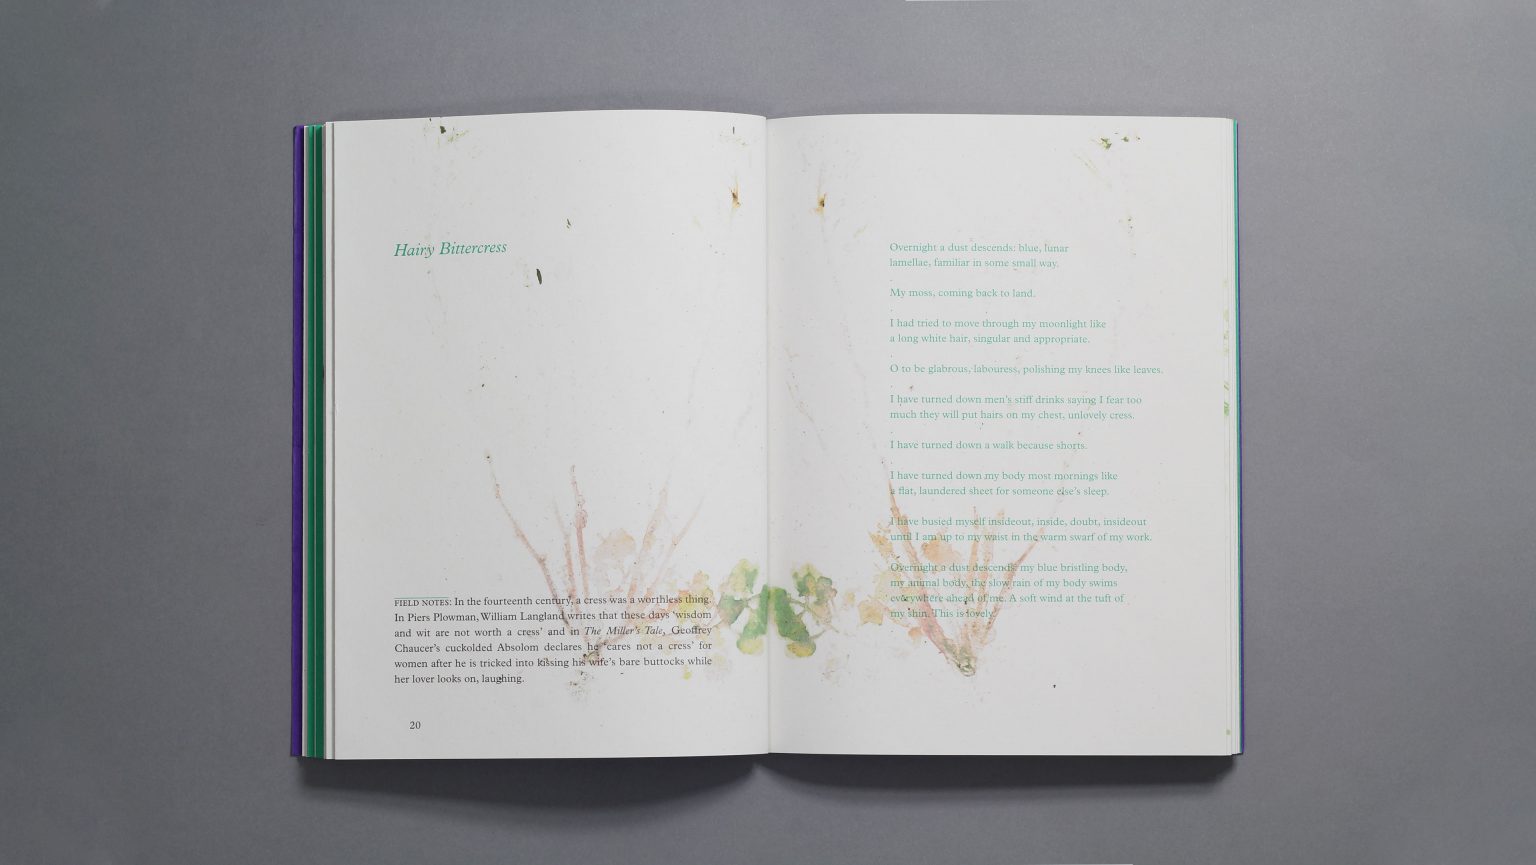 Hairy Bittercress
FIELD NOTES: In the fourteenth century, a cress was a worthless thing.
In Piers Plowman, William Langland writes that these days ‘wisdom
and wit are not worth a cress’ and in The Miller’s Tale, Geoffrey
Chaucer’s cuckolded Absolom declares he ‘cares not a cress’ for
women after he is tricked into kissing his wife’s bare buttocks while
her lover looks on, laughing.
20
Overnight a dust descends: blue, lunar
lamellae, familiar in some small way.
My moss, coming back to land.
I had tried to move through my moonlight like
a long white hair, singular and appropriate.
O to be glabrous, labouress, polishing my knees like leaves.
I have turned down men’s stiff drinks saying I fear too
much they will put hairs on my chest, unlovely cress.
I have turned down a walk because shorts.
I have turned down my body most mornings like
a flat, laundered sheet for someone else’s sleep.
I have busied myself insideout, inside, doubt, insideout
until I am up to my waist in the warm swarf of my work.
Overnight a dust descends: my blue bristling body,
my animal body, the slow rain of my body swims
everywhere ahead of me. A soft wind at the tuft of
my shin. This is lovely.